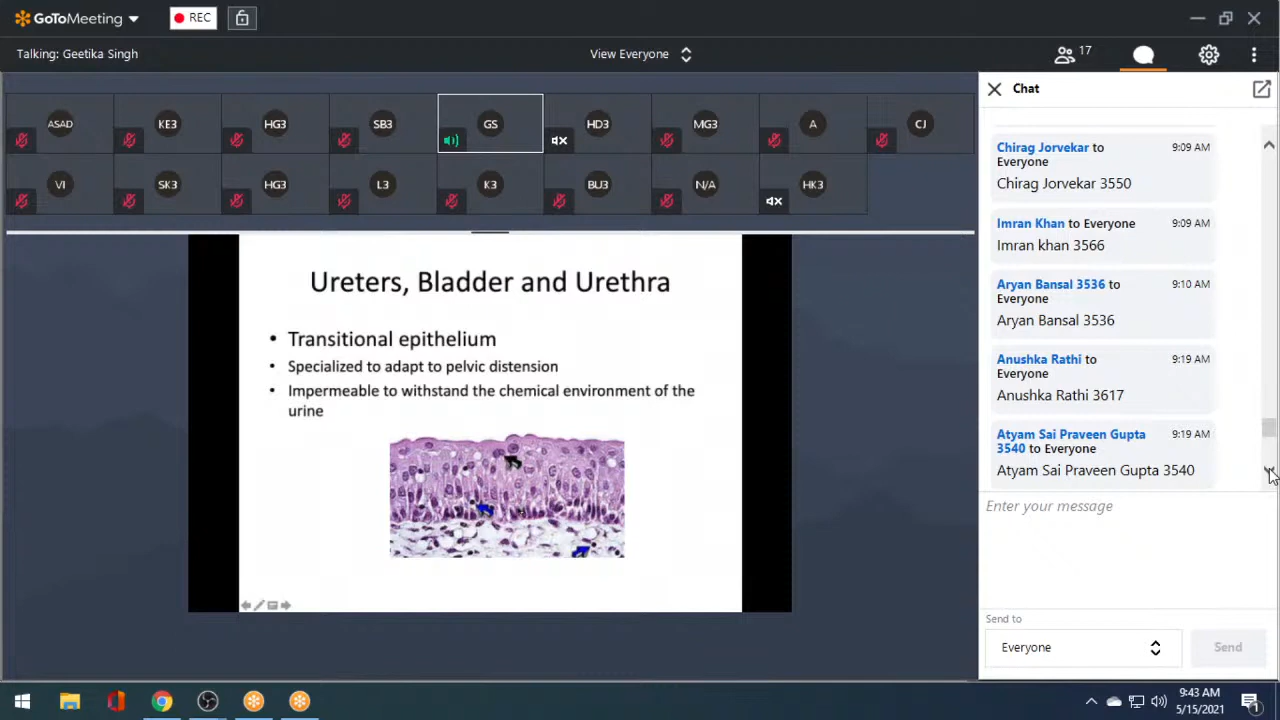 GoToMeeting
REC
Talking: Geetika Singh
View Everyone
17
ASAD
KE3
HG3
SB3
GS
HD3
MG3
A
CJ
VI
SK3
HG3
L3
K3
BU3
N/A
HK3
Ureters, Bladder and Urethra
• Transitional epithelium
• Specialized to adapt to pelvic distension
• Impermeable to withstand the chemical environment of the
urine
Chat
Chirag Jorvekar to
Everyone
9:09 AM
Chirag Jorvekar 3550
Imran Khan to Everyone
9:09 AM
Imran khan 3566
Aryan Bansal 3536 to
Everyone
9:10 AM
Aryan Bansal 3536
Anushka Rathi to
Everyone
9:19 AM
Anushka Rathi 3617
Atyam Sai Praveen Gupta
3540 to Everyone
9:19 AM
Atyam Sai Praveen Gupta 3540
Enter your message
Send to
Everyone
Send
9:43 AM
5/15/2021
1